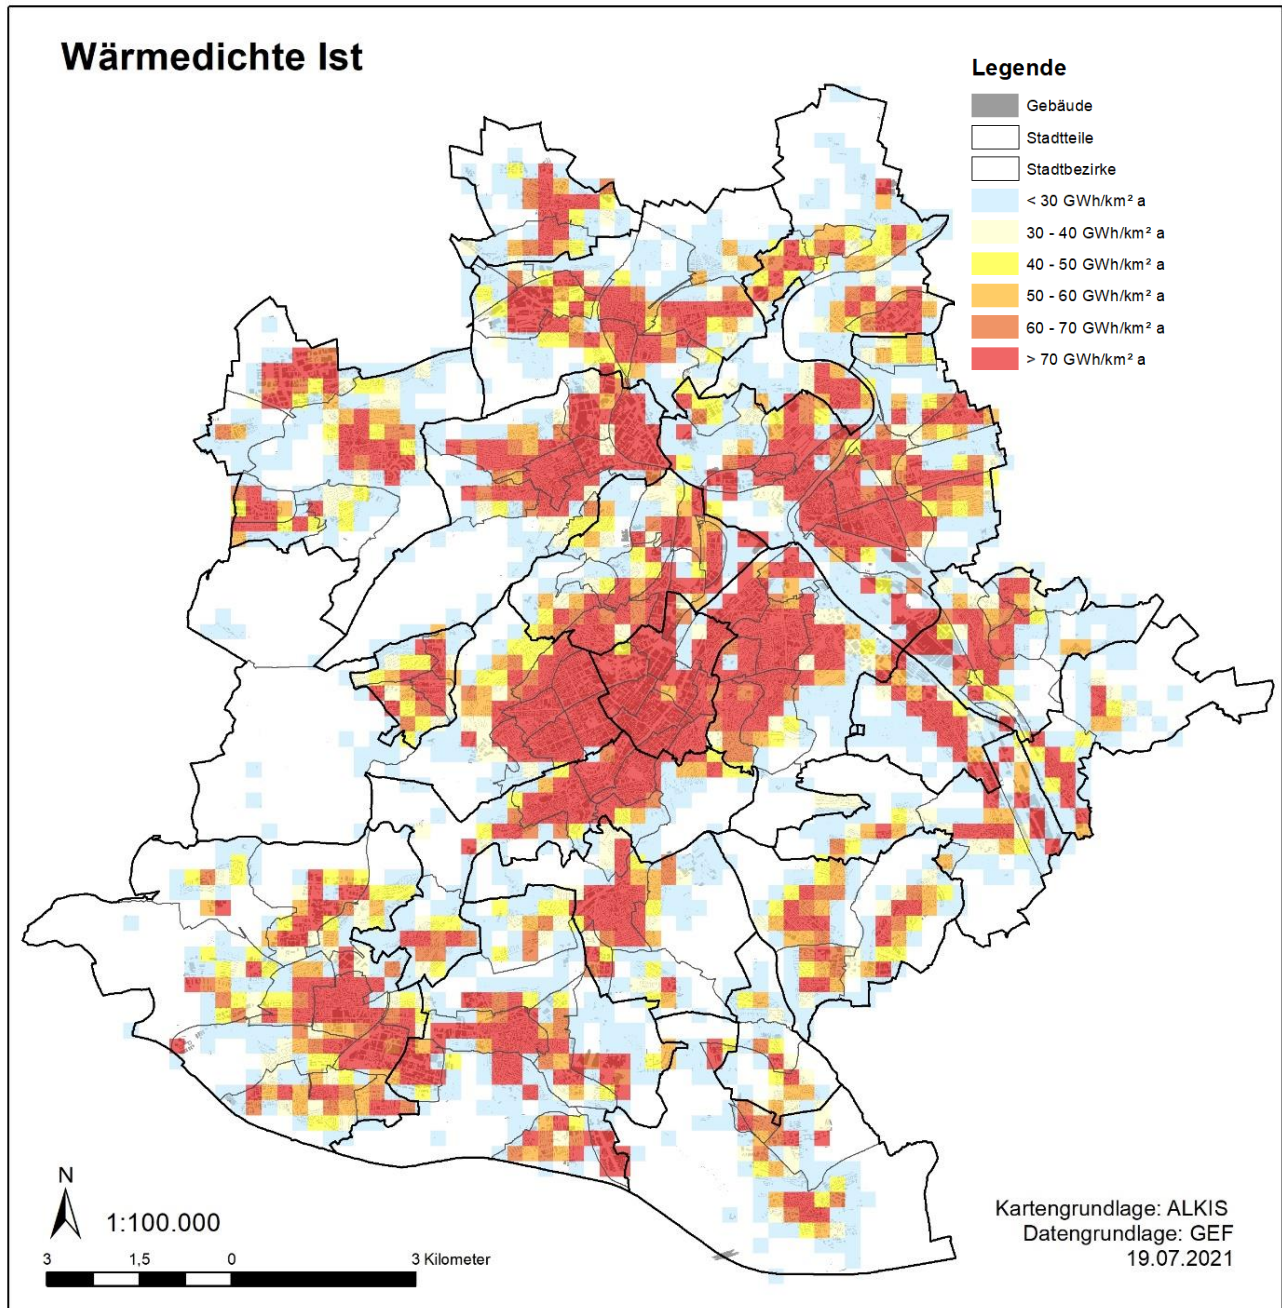 Wärmedichte Ist
Legende
Gebäude
Stadtteile
Stadtbezirke
< 30 GWh/km² a
30 - 40 GWh/km² a
40 - 50 GWh/km² a
50 - 60 GWh/km² a
60 - 70 GWh/km² a
> 70 GWh/km² a
N
1:100.000
3 1,5 0 3 Kilometer
Kartengrundlage: ALKIS
Datengrundlage: GEF
19.07.2021